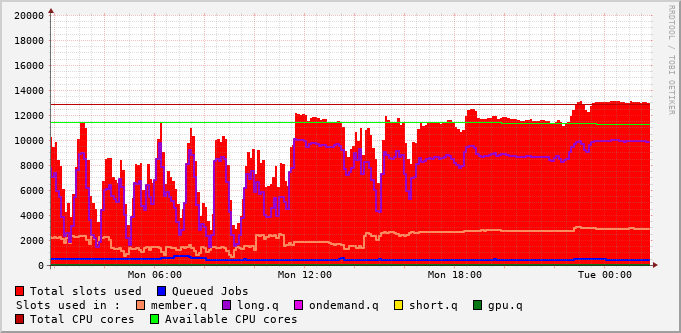 RRDTOOL / TOBI OETIKER
20000
18000
16000
14000
12000
10000
8000
6000
4000
2000
0
Mon 06:00 Mon 12:00 Mon 18:00 Tue 00:00
Total slots used Queued Jobs
Slots used in : member.q long.q ondemand.q short.q gpu.q
Total CPU cores Available CPU cores